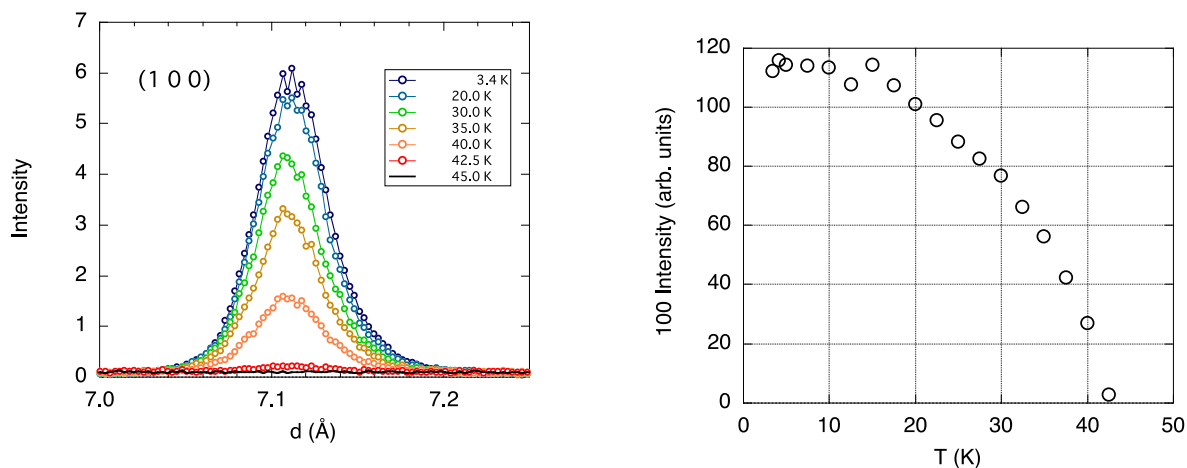 7
6
5
4
3
2
1
0
Intensity
(1 0 0)
3.4 K
20.0 K
30.0 K
35.0 K
40.0 K
42.5 K
45.0 K
7.0 7.1 7.2
d (Å)
120
100
80
60
40
20
0
100 Intensity (arb. units)
0 10 20 30 40 50
T (K)